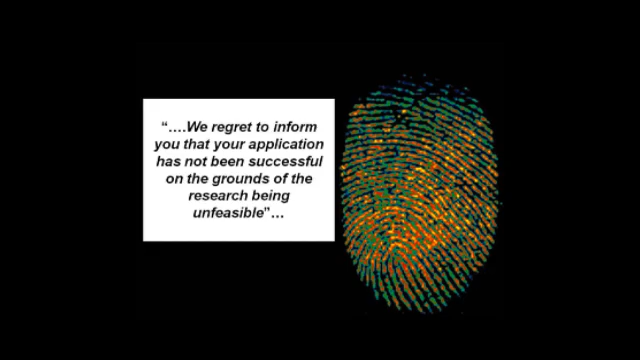 “....We regret to inform
you that your application
has not been successful
on the grounds of the
research being
unfeasible”...